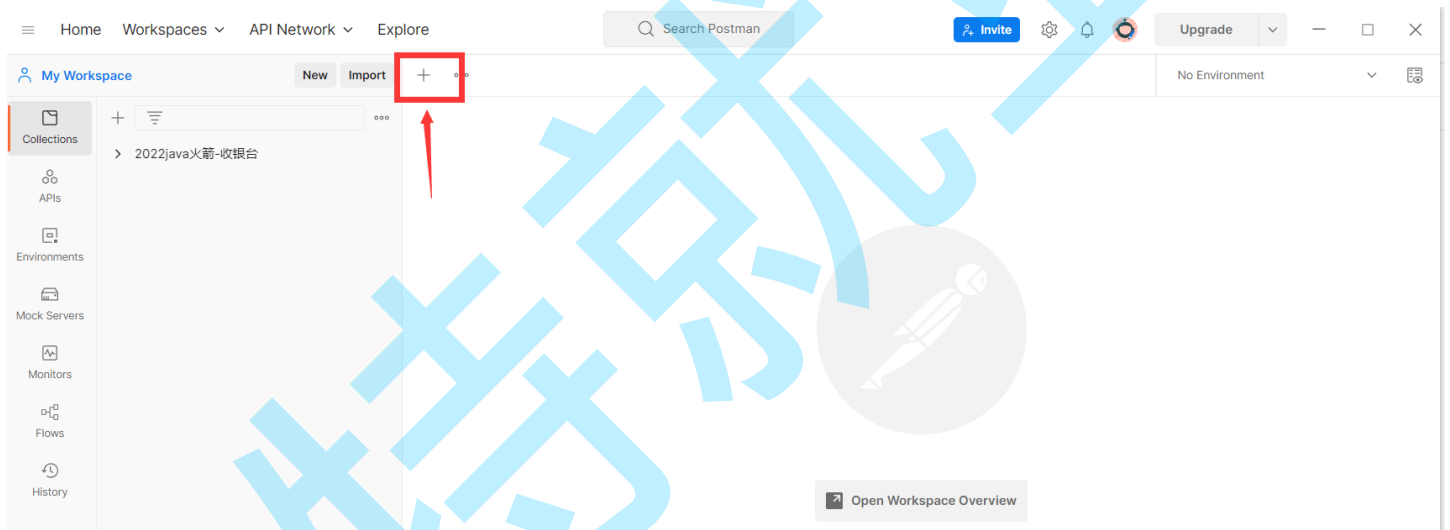 Home Workspaces API Network Explore Search Postman Invite Upgrade
My Workspace New Import No Environment
Collections
2022java火箭-收银台
APIs
Environments
Mock Servers
Monitors
Flows
History
Open Workspace Overview